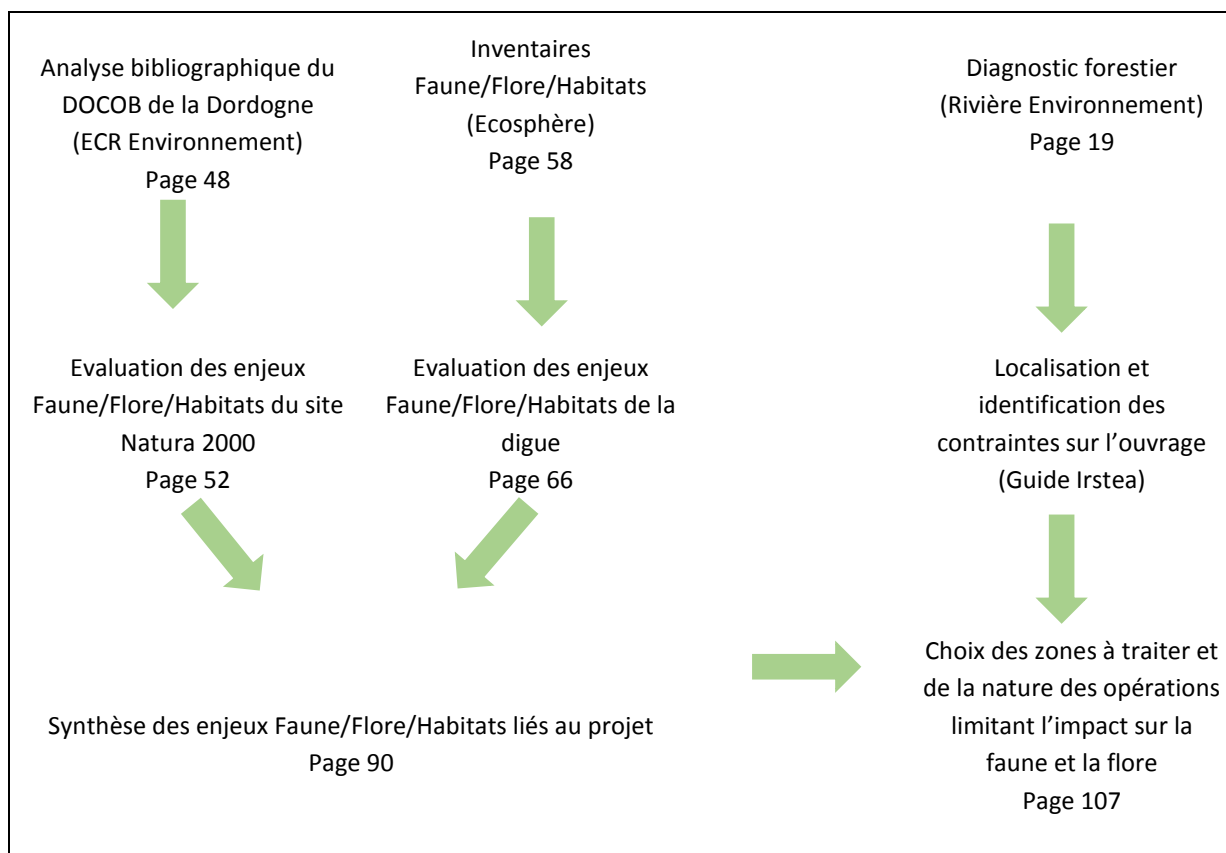 Analyse bibliographique du
DOCOB de la Dordogne
(ECR Environnement)
Page 48
Inventaires
Faune/Flore/Habitats
(Ecosphère)
Page 58
Diagnostic forestier
(Rivière Environnement)
Page 19
Evaluation des enjeux
Faune/Flore/Habitats du site
Natura 2000
Page 52
Evaluation des enjeux
Faune/Flore/Habitats de la
digue
Page 66
Localisation et
identification des
contraintes sur l’ouvrage
(Guide Irstea)
Synthèse des enjeux Faune/Flore/Habitats liés au projet
Page 90
Choix des zones à traiter et
de la nature des opérations
limitant l’impact sur la
faune et la flore
Page 107